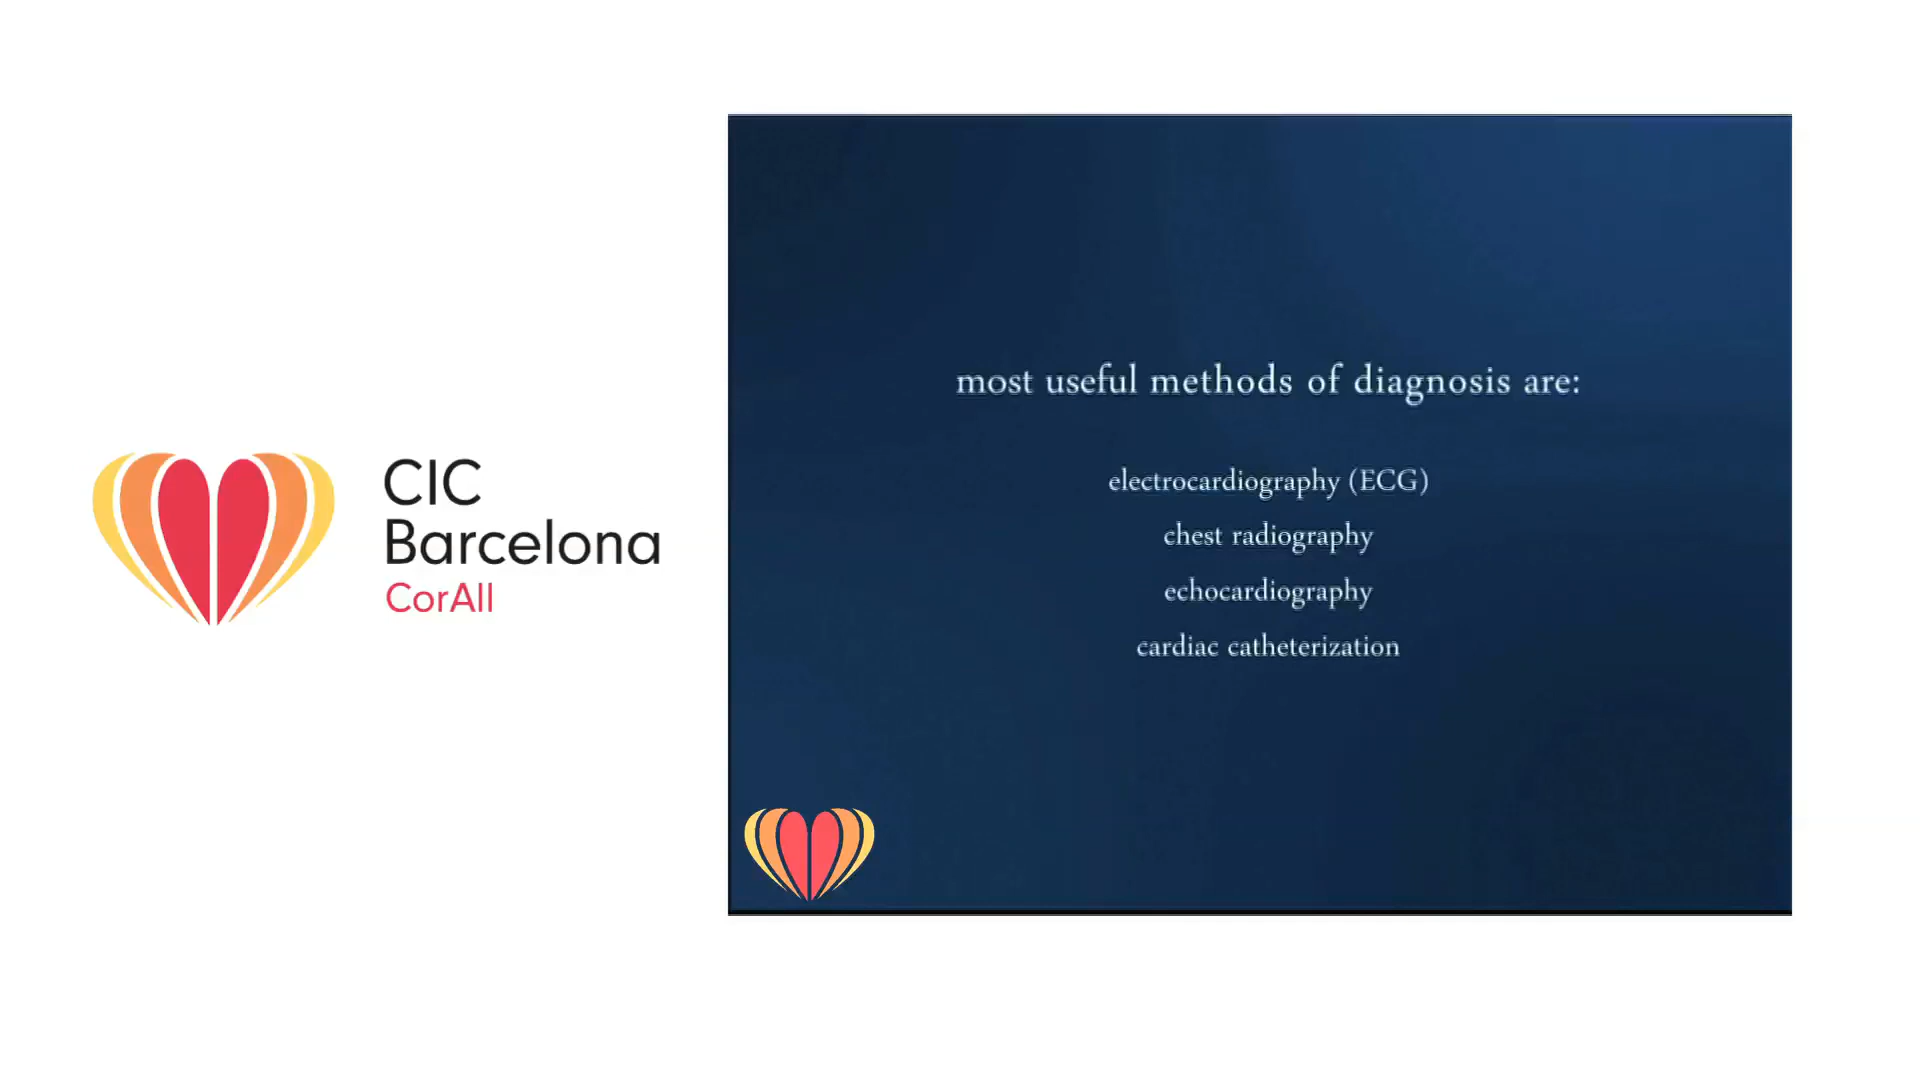 CIC
Barcelona
CorAll
most useful methods of diagnosis are:
electrocardiography (ECG)
chest radiography
echocardiography
cardiac catheterization